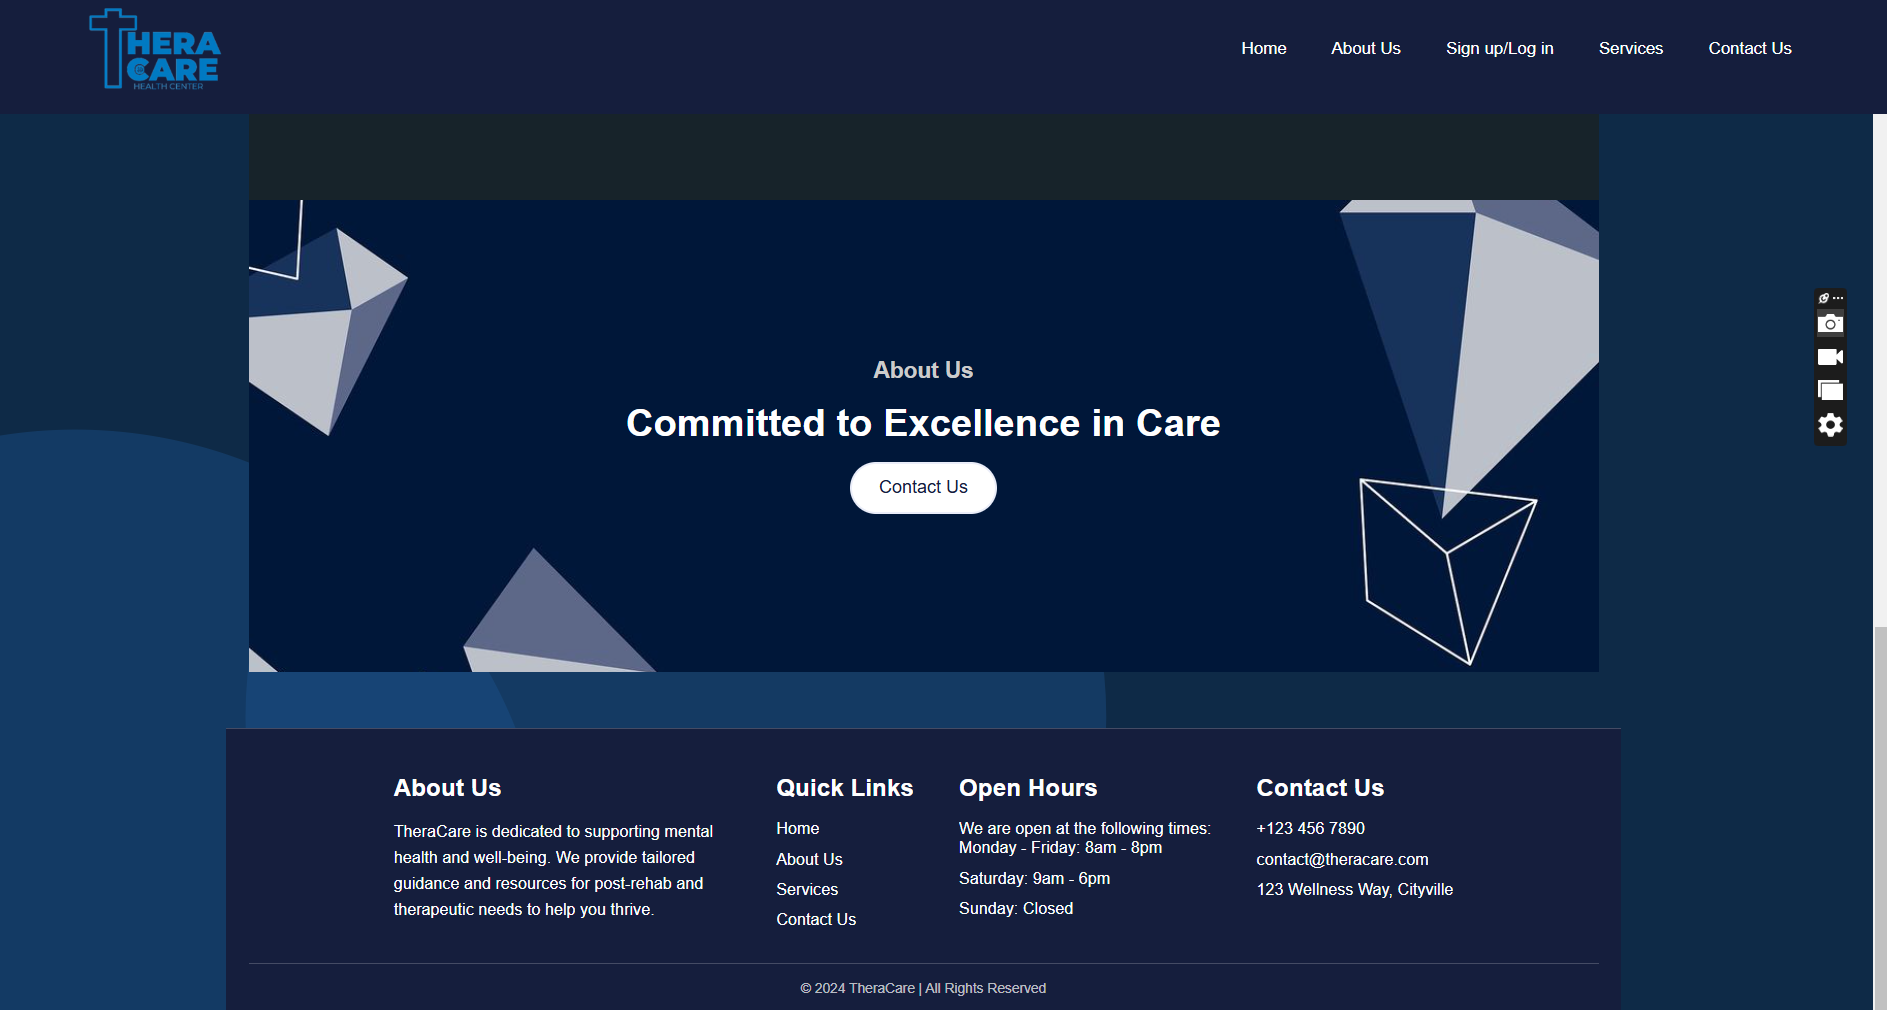 THERA
CARE
HEALTH CENTER
Home
About Us
Sign up/Log in
Services
Contact Us
About Us
Committed to Excellence in Care
Contact Us
About Us
TheraCare is dedicated to supporting mental
health and well-being. We provide tailored
guidance and resources for post-rehab and
therapeutic needs to help you thrive.
Quick Links
Home
About Us
Services
Contact Us
Open Hours
We are open at the following times:
Monday - Friday: 8am - 8pm
Saturday: 9am - 6pm
Sunday: Closed
Contact Us
+123 456 7890
contact@theracare.com
123 Wellness Way, Cityville
© 2024 TheraCare | All Rights Reserved